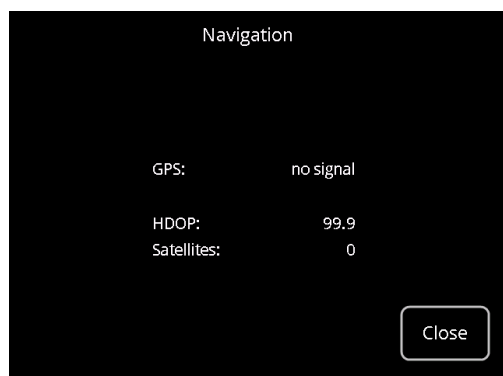 Navigation
GPS: no signal
HDOP: 99.9
Satellites: 0
Close